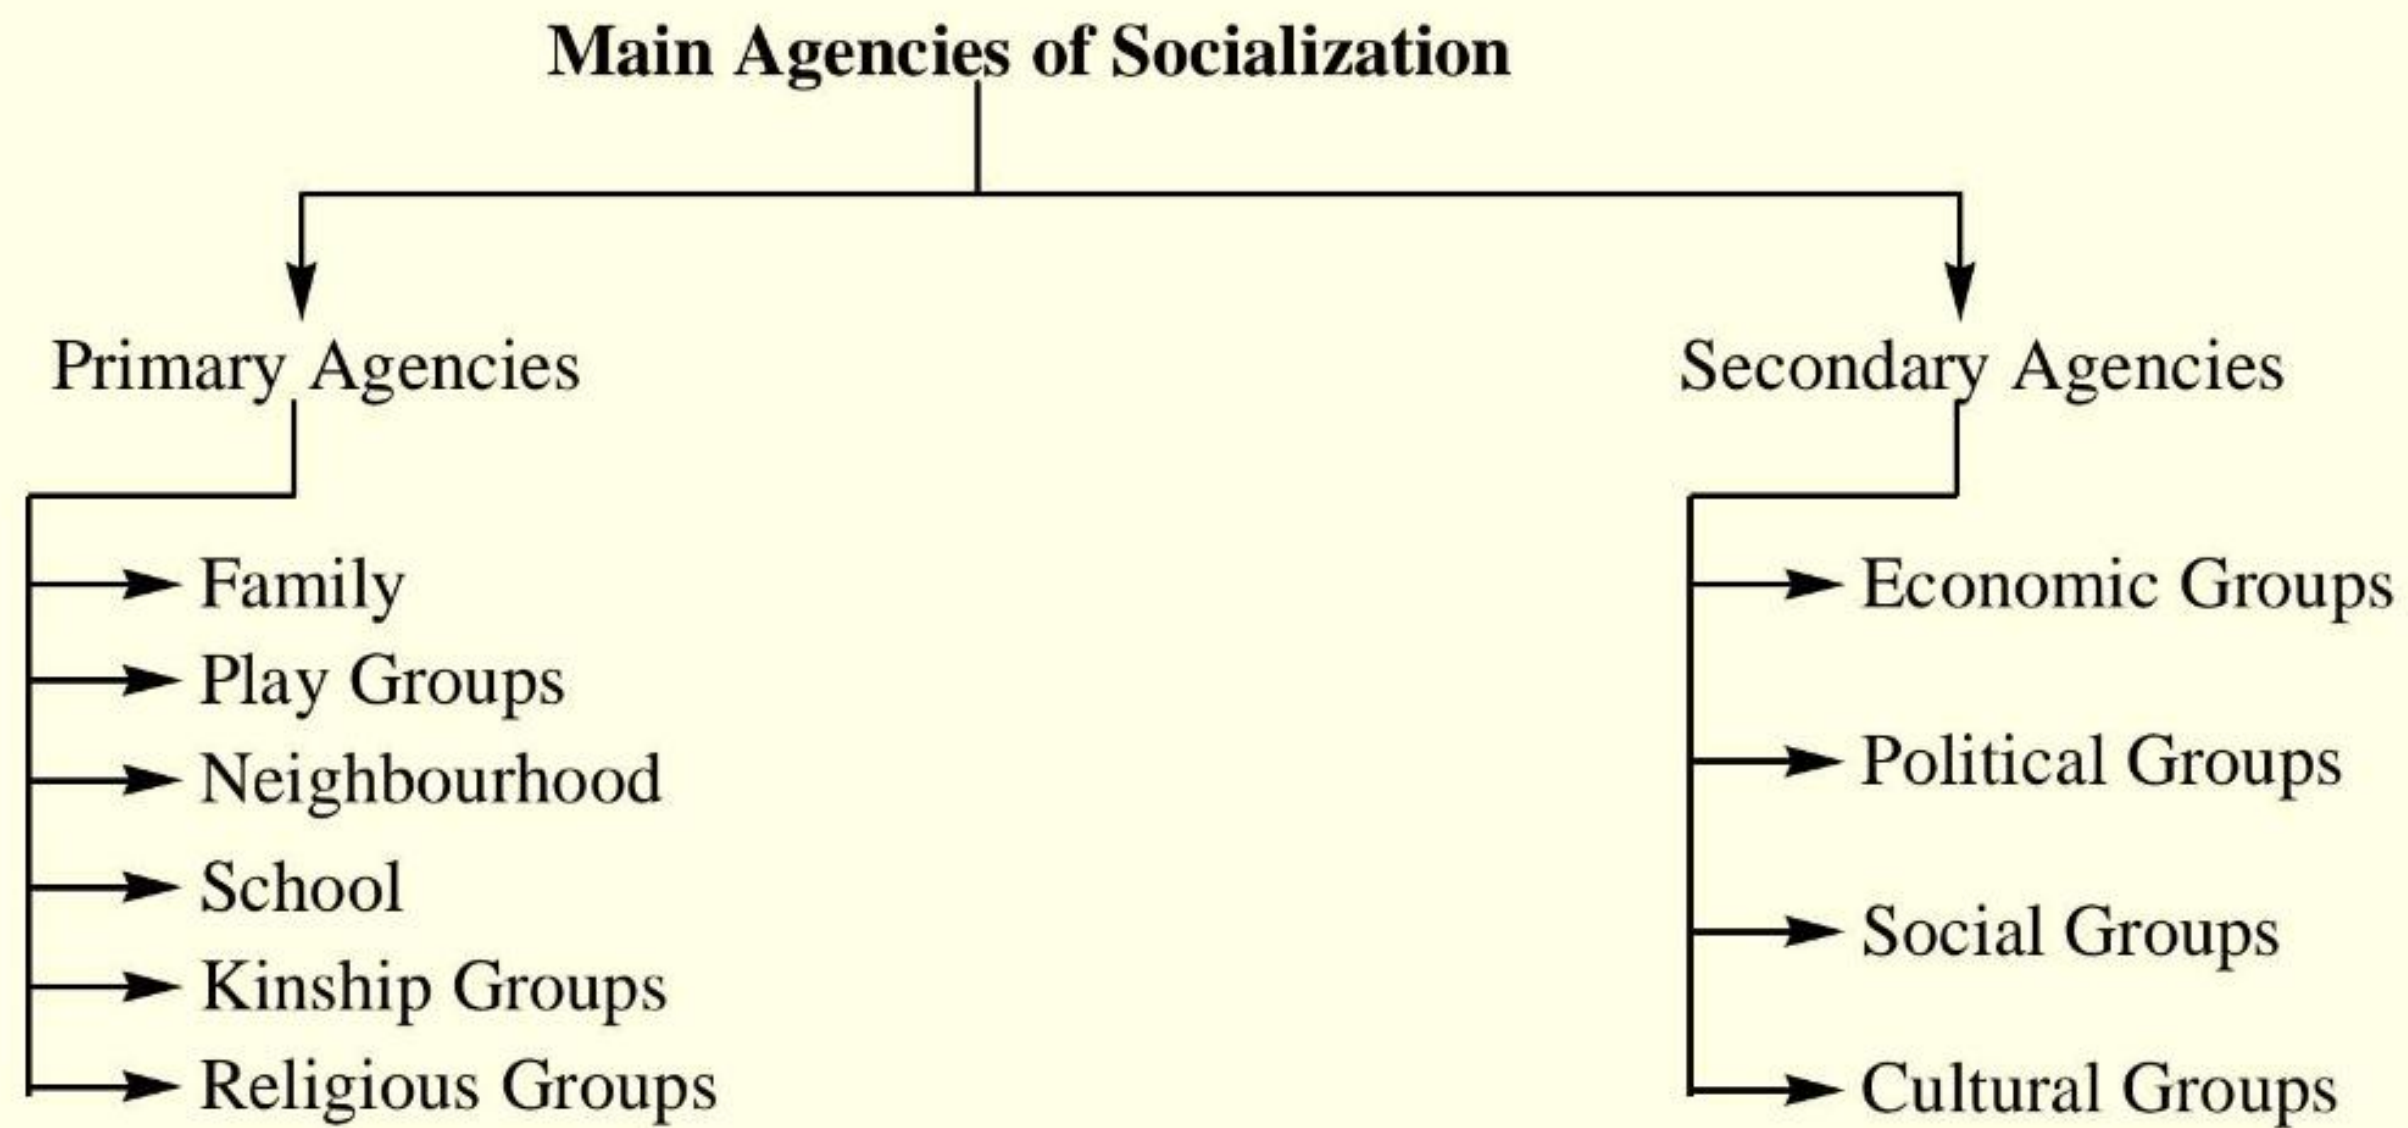 Main Agencies of Socialization
Primary Agencies
Family
Play Groups
Neighbourhood
School
Kinship Groups
Religious Groups
Secondary Agencies
Economic Groups
Political Groups
Social Groups
Cultural Groups